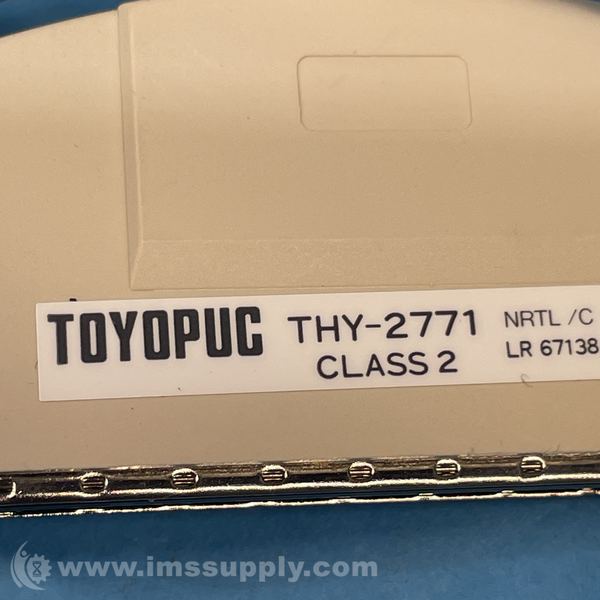 TOYOPUC THY-2771 NRTL /C
CLASS 2 LR 67138
www.imssupply.com